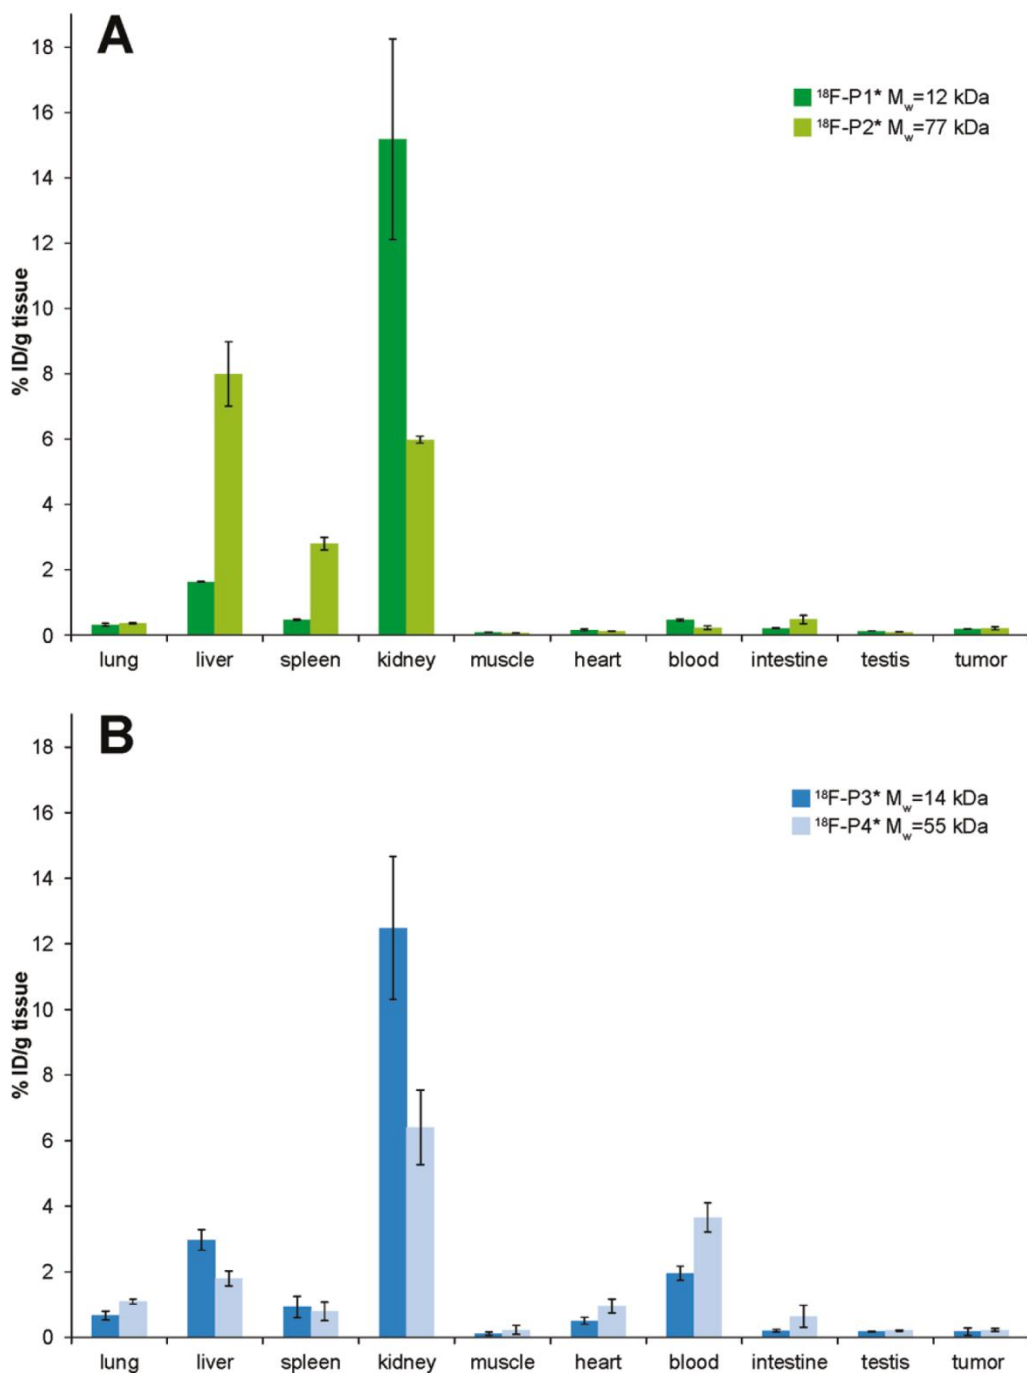 A
18
16
14
12
10
8
6
4
2
0
% ID/g tissue
¹⁸F-P1* Mw=12 kDa
¹⁸F-P2* Mw=77 kDa
lung liver spleen kidney muscle heart blood intestine testis tumor
B
18
16
14
12
10
8
6
4
2
0
% ID/g tissue
¹⁸F-P3* Mw=14 kDa
¹⁸F-P4* Mw=55 kDa
lung liver spleen kidney muscle heart blood intestine testis tumor